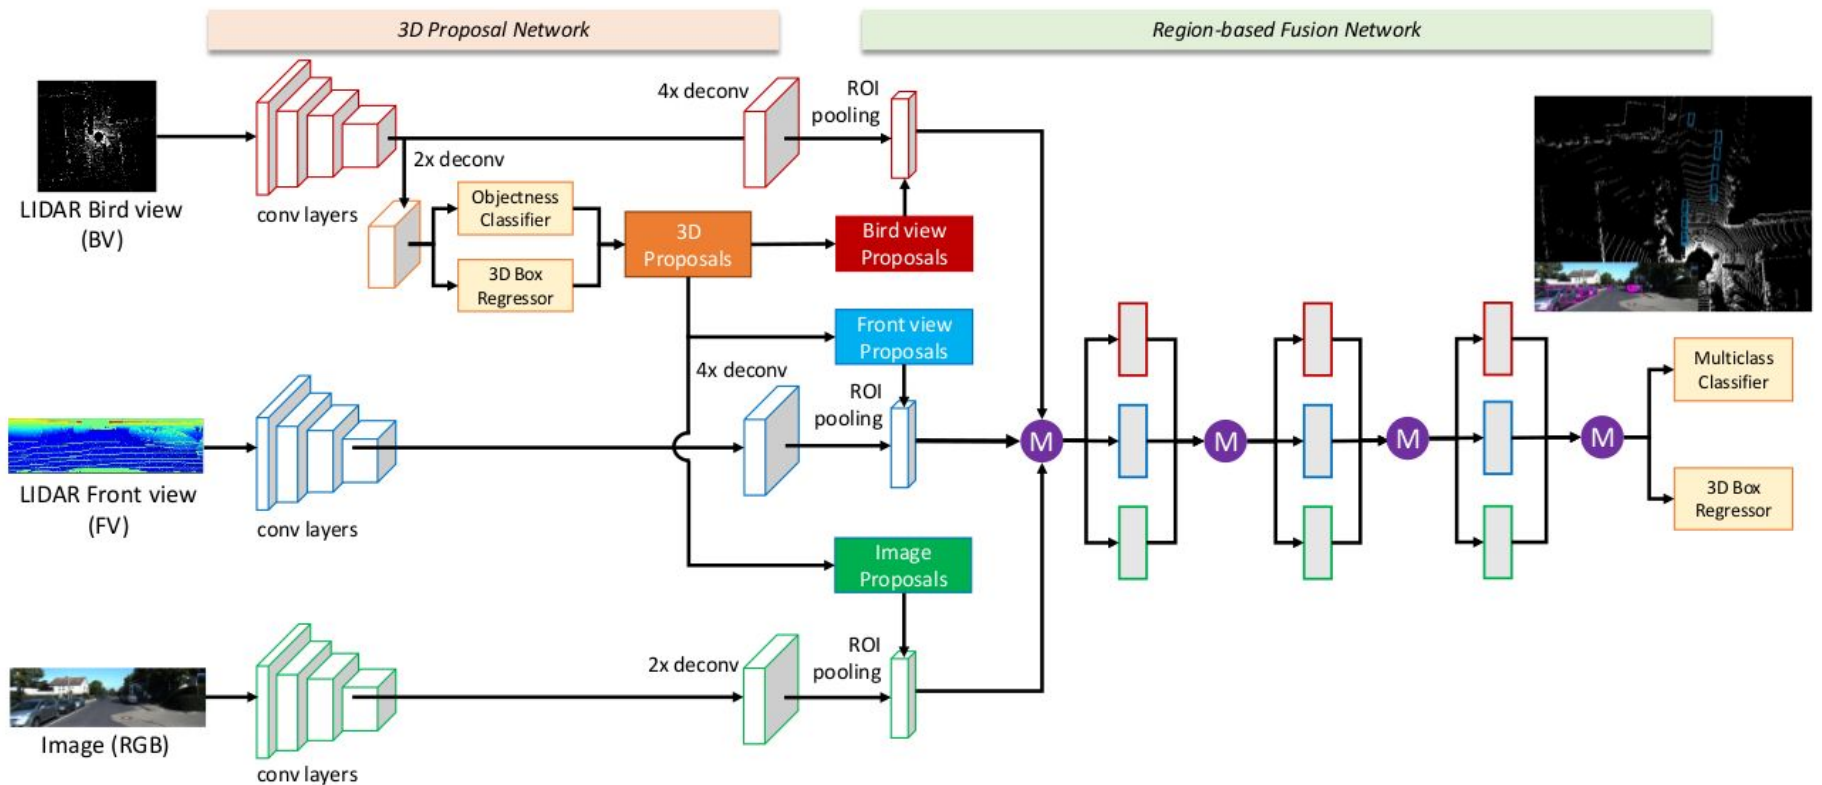 3D Proposal Network
Region-based Fusion Network
4x deconv
ROI
pooling
2x deconv
LIDAR Bird view
(BV)
conv layers
Objectness
Classifier
3D
Proposals
Bird view
Proposals
3D Box
Regressor
Front view
Proposals
4x deconv
ROI
pooling
M
M
M
M
Multiclass
Classifier
3D Box
Regressor
LIDAR Front view
(FV)
conv layers
Image
Proposals
2x deconv
ROI
pooling
Image (RGB)
conv layers